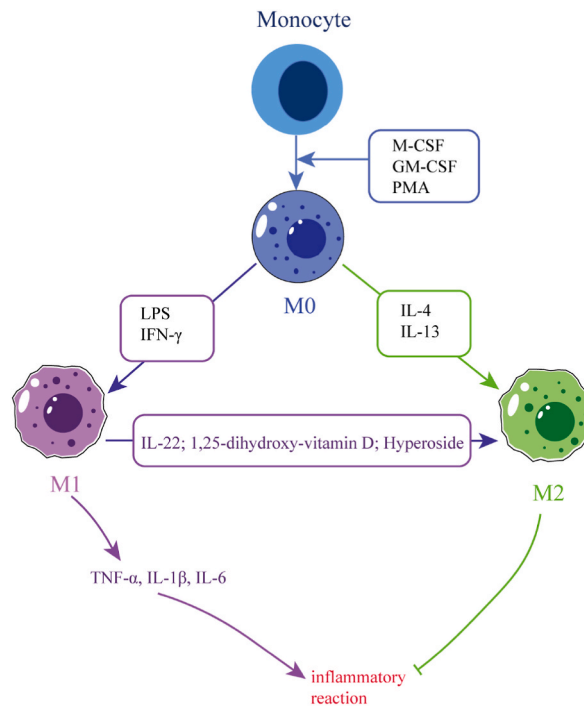 Monocyte
M-CSF
GM-CSF
PMA
M0
LPS
IFN-γ
IL-4
IL-13
IL-22; 1,25-dihydroxy-vitamin D; Hyperoside
M1
M2
TNF-α, IL-1β, IL-6
inflammatory
reaction